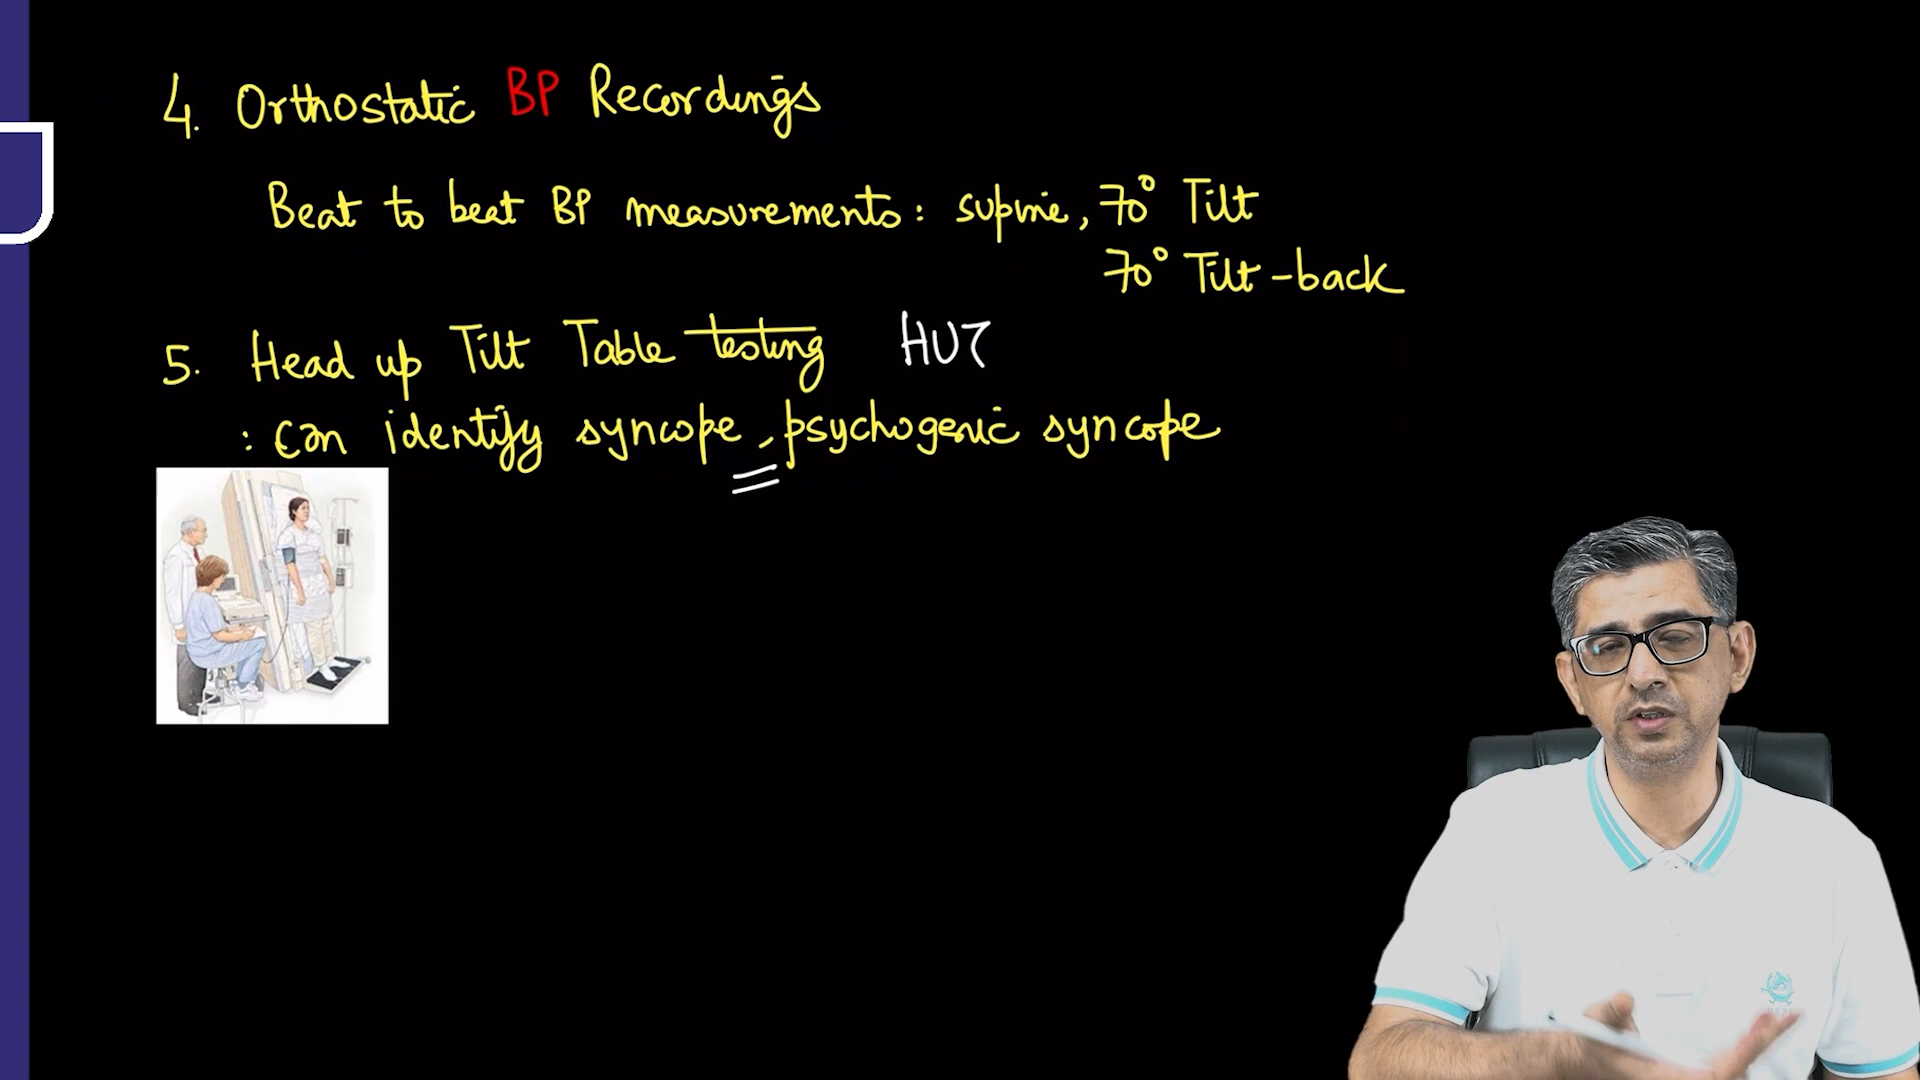 4. Orthostatic BP Recordings
Beat to beat BP measurements: supine, 70° Tilt
70° Tilt-back
5. Head up Tilt Table testing HUT
: Can identify syncope, psychogenic syncope